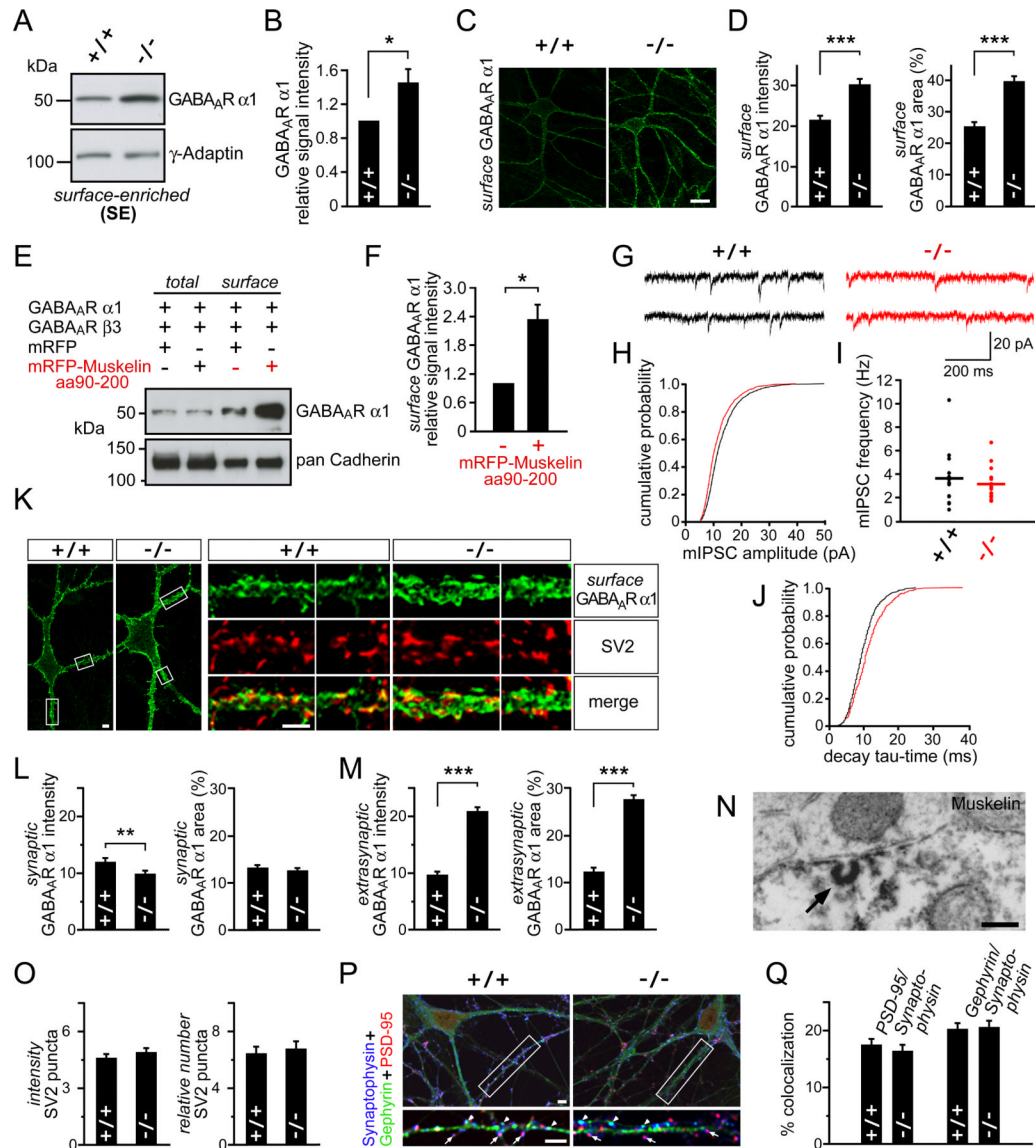 A
+/+
-/-
kDa
50
GABAAR α1
100
γ-Adaptin
surface-enriched
(SE)
B
GABAAR α1
relative signal intensity
1.6
1.2
0.8
0.4
0
*
+/+
-/-
C
+/+
-/-
surface GABAAR α1
D
surface
GABAAR α1 intensity
30
20
10
0
***
+/+
-/-
surface
GABAAR α1 area (%)
40
30
20
10
0
***
+/+
-/-
E
total
surface
GABAAR α1
+ + + +
GABAAR β3
+ + + +
mRFP
+ - + -
mRFP-Muskelin
aa90-200
- + - +
kDa
50
GABAAR α1
150
100
pan Cadherin
F
surface GABAAR α1
relative signal intensity
3.0
2.4
1.8
1.2
0.6
0
*
- +
mRFP-Muskelin
aa90-200
G
+/+
-/-
20 pA
200 ms
H
cumulative probability
1.0
0.8
0.6
0.4
0.2
0
0 10 20 30 40 50
mIPSC amplitude (pA)
I
mIPSC frequency (Hz)
12
10
8
6
4
2
0
+/+
-/-
J
cumulative probability
1.0
0.8
0.6
0.4
0.2
0.0
0 10 20 30 40
decay tau-time (ms)
K
+/+
-/-
+/+
-/-
surface
GABAAR α1
SV2
merge
L
synaptic
GABAAR α1 intensity
20
10
0
**
+/+
-/-
synaptic
GABAAR α1 area (%)
30
20
10
0
+/+
-/-
M
extrasynaptic
GABAAR α1 intensity
20
10
0
***
+/+
-/-
extrasynaptic
GABAAR α1 area (%)
30
20
10
0
***
+/+
-/-
N
Muskelin
O
intensity
SV2 puncta
6
3
0
+/+
-/-
relative number
SV2 puncta
6
3
0
+/+
-/-
P
+/+
-/-
Synaptophysin +
Gephyrin + PSD-95
Q
% colocalization
20
15
10
5
0
PSD-95/
Synapto-
physin
Gephyrin/
Synapto-
physin
+/+
-/-
+/+
-/-